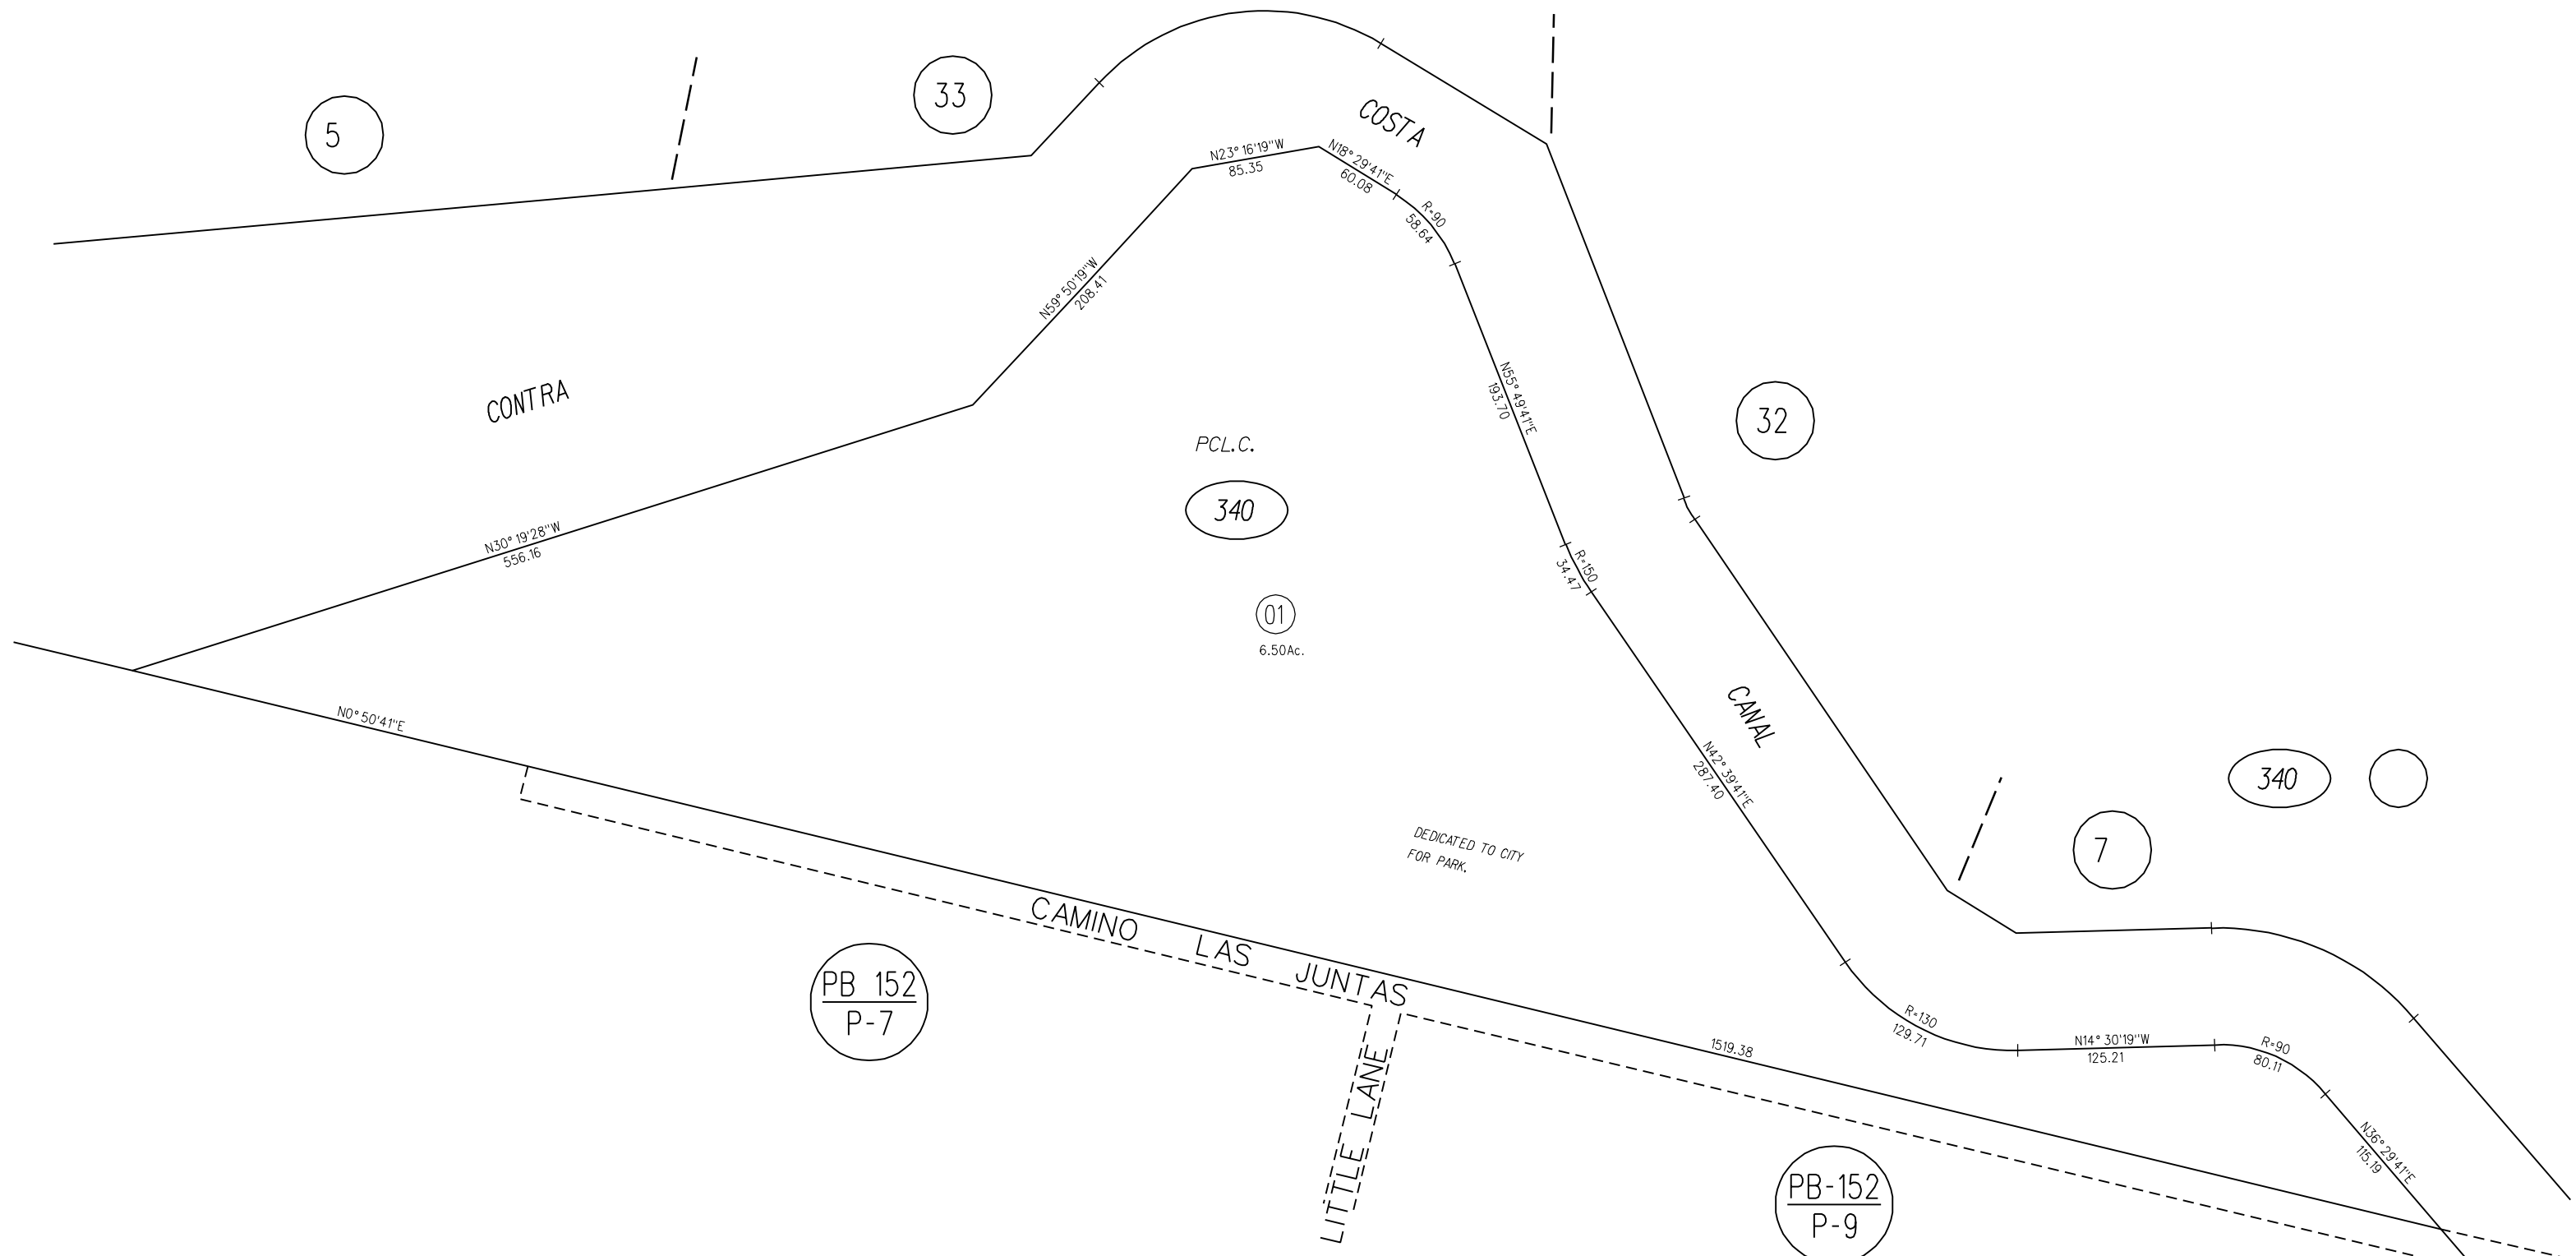 5
33
COSTA
N23°16'19"W
85.35
N18°29'41"E
60.08
R=90
58.64
N59°50'19"W
208.41
CONTRA
N55°49'41"E
193.70
32
PCL.C.
340
N30°19'28"W
556.16
R=150
34.47
01
6.50Ac.
CANAL
N0°50'41"E
N42°39'41"E
287.40
340
7
DEDICATED TO CITY
FOR PARK.
CAMINO LAS JUNTAS
PB 152
P-7
R=130
129.71
N14°30'19"W
125.21
R=90
80.11
1519.38
LITTLE LANE
N36°29'41"E
115.19
PB-152
P-9